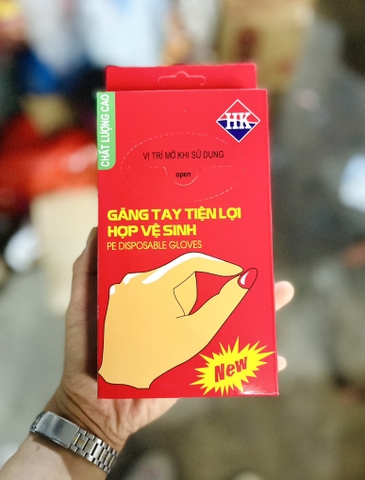 CHẤT LƯỢNG CAO
HK
VỊ TRÍ MỞ KHI SỬ DỤNG
open
GĂNG TAY TIỆN LỢI
HỢP VỆ SINH
PE DISPOSABLE GLOVES
New